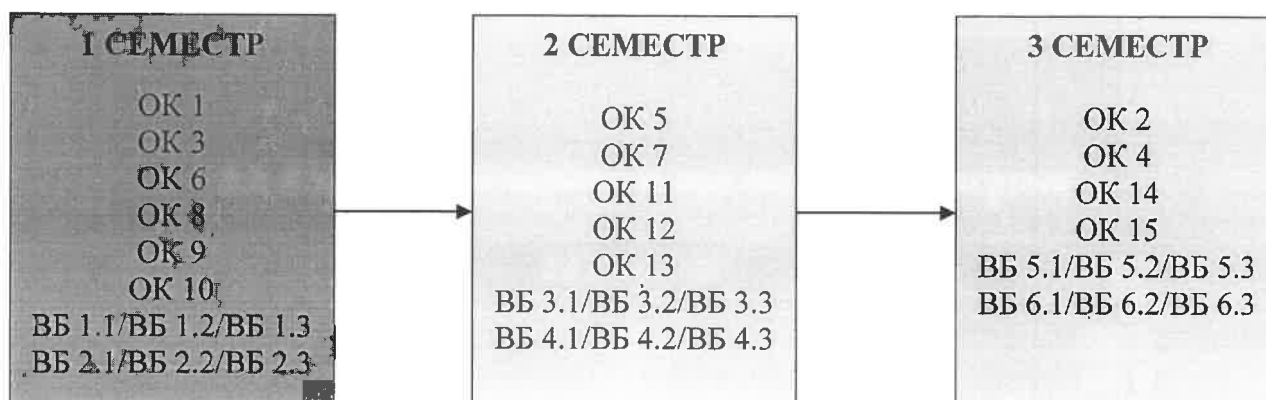 1 СЕМЕСТР
ОК 1
ОК 3
ОК 6
ОК 8
ОК 9
ОК 10
ВБ 1.1/ВБ 1.2/ВБ 1.3
ВБ 2.1/ВБ 2.2/ВБ 2.3
2 СЕМЕСТР
ОК 5
ОК 7
ОК 11
ОК 12
ОК 13
ВБ 3.1/ВБ 3.2/ВБ 3.3
ВБ 4.1/ВБ 4.2/ВБ 4.3
3 СЕМЕСТР
ОК 2
ОК 4
ОК 14
ОК 15
ВБ 5.1/ВБ 5.2/ВБ 5.3
ВБ 6.1/ВБ 6.2/ВБ 6.3